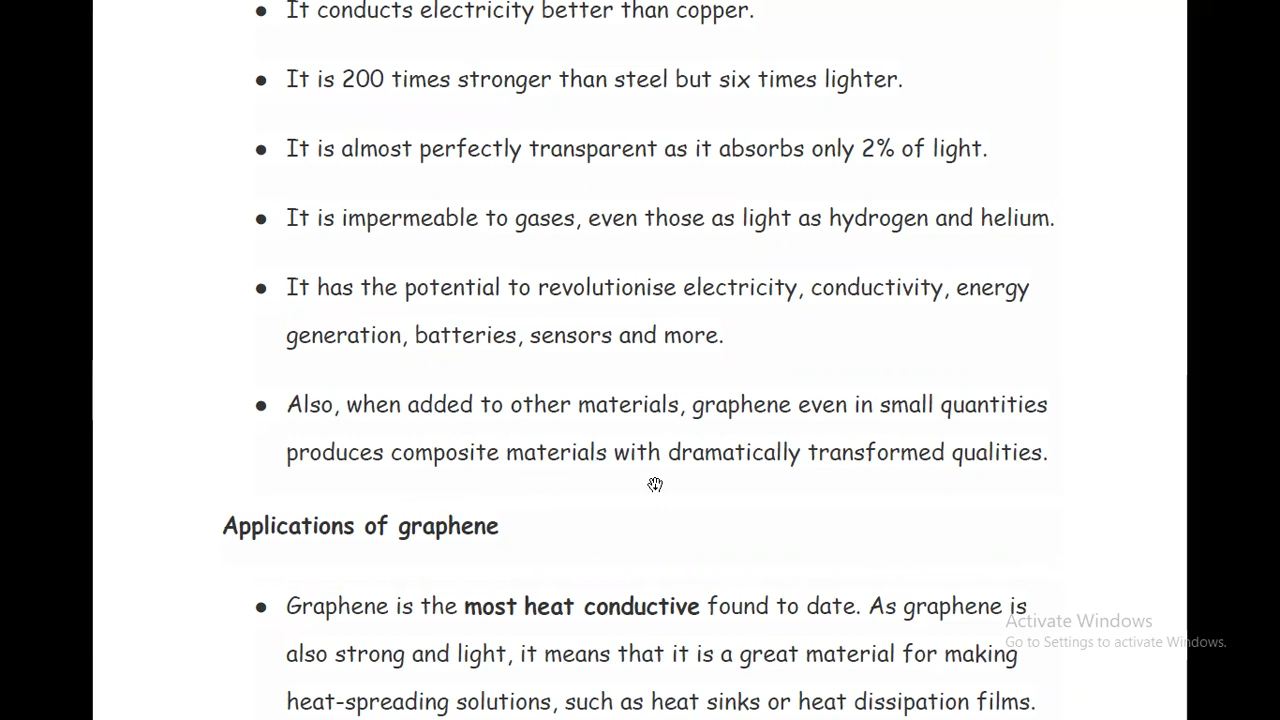 ● It conducts electricity better than copper.
● It is 200 times stronger than steel but six times lighter.
● It is almost perfectly transparent as it absorbs only 2% of light.
● It is impermeable to gases, even those as light as hydrogen and helium.
● It has the potential to revolutionise electricity, conductivity, energy
generation, batteries, sensors and more.
● Also, when added to other materials, graphene even in small quantities
produces composite materials with dramatically transformed qualities.
Applications of graphene
● Graphene is the most heat conductive found to date. As graphene is
also strong and light, it means that it is a great material for making
heat-spreading solutions, such as heat sinks or heat dissipation films.
Activate Windows
Go to Settings to activate Windows.